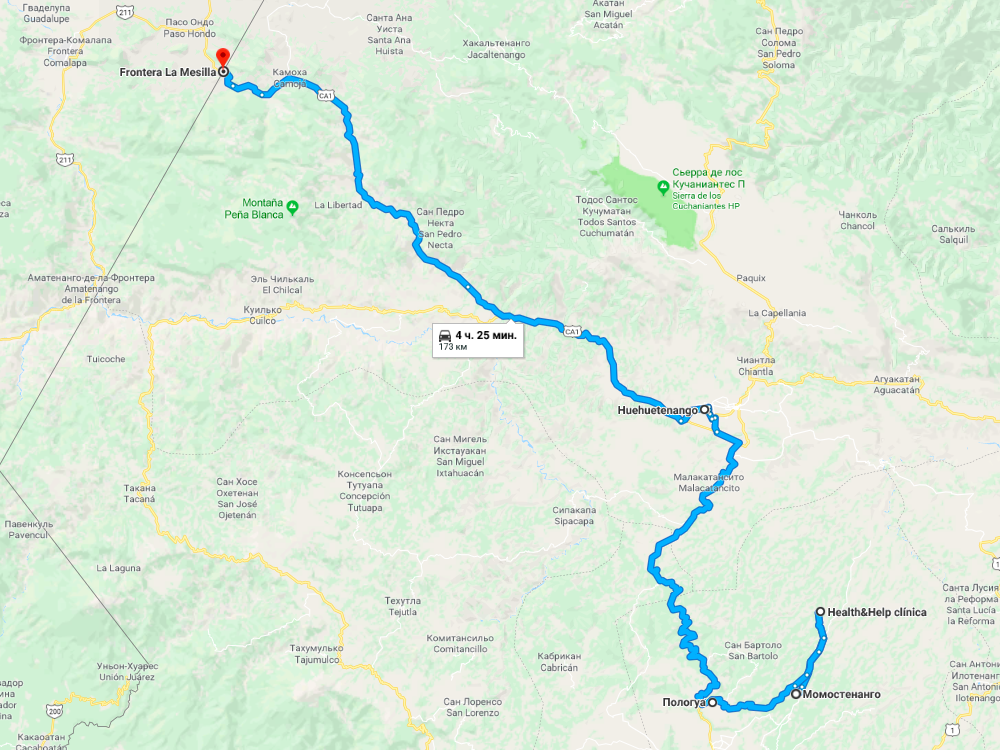 Гваделупа
Guadalupe
211
Пасо Ондо
Paso Hondo
Санта Ана
Уиста
Santa Ana
Huista
Акатан
San Miguel
Acatán
Сан Педро
Солома
San Pedro
Soloma
Фронтера-Комалапа
Frontera
Comalapa
Хакальтенанго
Jacaltenango
Frontera La Mesilla
Камоха
Camojá
CA1
211
Сьерра де лос
Кучаниантес П
Sierra de los
Cuchaniantes HP
Montaña
Peña Blanca
La Libertad
Сан Педро
Некта
San Pedro
Necta
Тодос Сантос
Кучуматан
Todos Santos
Cuchumatán
Чанколь
Chancol
Салькиль
Salquil
Аматенанго-де-ла-Фронтера
Amatenango
de la Frontera
Эль Чилькаль
El Chilcal
Paquix
Куилько
Cuilco
La Capellania
CA1
4 ч. 25 мин.
173 км
Tuicoche
Чиантла
Chiantla
Агуакатан
Aguacatán
Huehuetenango
Сан Мигель
Икстауакан
San Miguel
Ixtahuacán
Малакатансито
Malacatancito
Такана
Tacaná
Сан Хосе
Охетенан
San José
Ojetenán
Консепсьон
Тутуапа
Concepción
Tutuapa
Сипакапа
Sipacapa
Павенкуль
Pavencul
La Laguna
Санта Лусия
ла Реформа
Santa Lucía
la Reforma
Техутла
Tejutla
Health&Help clínica
Тахумулько
Tajumulco
Комитансильо
Comitancillo
Сан Бартоло
San Bartolo
Кабрикан
Cabricán
Уньон-Хуарес
Unión Juárez
Сан Антонио
Илотенанго
San Antonio
Ilotenango
Момостенанго
Пологуа
Сан Лоренсо
San Lorenzo
200
1
Какаоатан
Cacahoatán